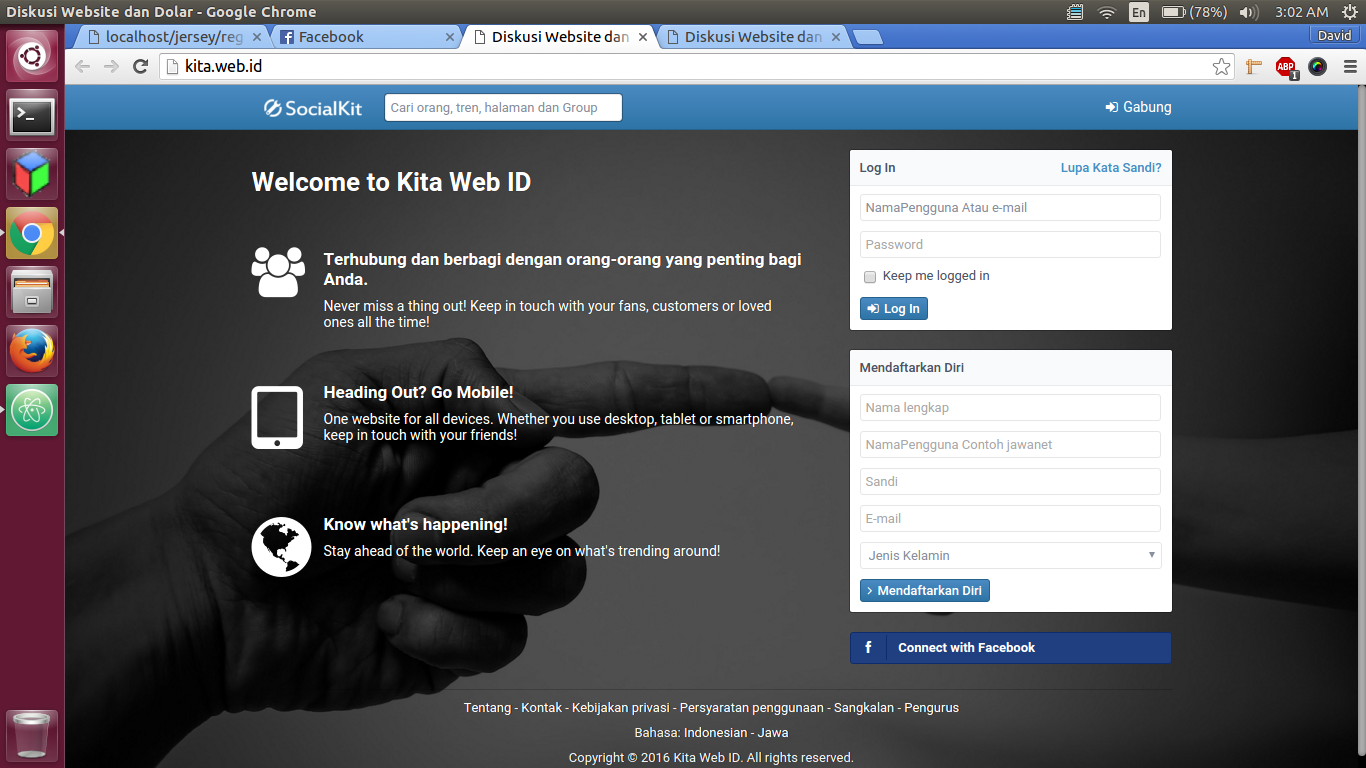 Diskusi Website dan Dolar - Google Chrome
En
(78%)
3:02 AM
localhost/jersey/reg
Facebook
Diskusi Website dan
Diskusi Website dan
David
kita.web.id
ABP
1
SocialKit
Cari orang, tren, halaman dan Group
Gabung
Welcome to Kita Web ID
Terhubung dan berbagi dengan orang-orang yang penting bagi
Anda.
Never miss a thing out! Keep in touch with your fans, customers or loved
ones all the time!
Heading Out? Go Mobile!
One website for all devices. Whether you use desktop, tablet or smartphone,
keep in touch with your friends!
Know what's happening!
Stay ahead of the world. Keep an eye on what's trending around!
Log In
Lupa Kata Sandi?
NamaPengguna Atau e-mail
Password
Keep me logged in
Log In
Mendaftarkan Diri
Nama lengkap
NamaPengguna Contoh jawanet
Sandi
E-mail
Jenis Kelamin
Mendaftarkan Diri
f
Connect with Facebook
Tentang - Kontak - Kebijakan privasi - Persyaratan penggunaan - Sangkalan - Pengurus
Bahasa: Indonesian - Jawa
Copyright © 2016 Kita Web ID. All rights reserved.